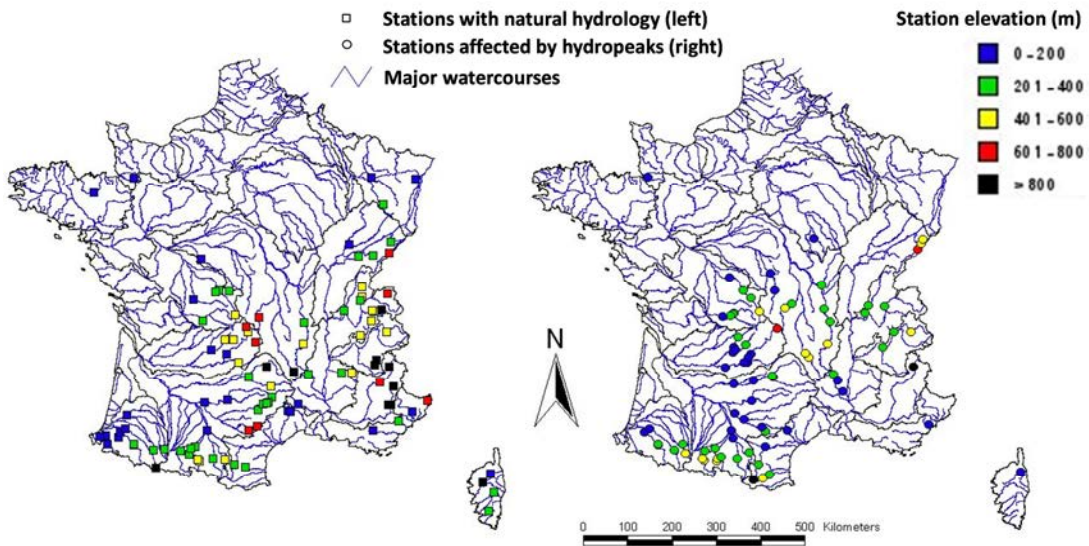 Stations with natural hydrology (left)
Stations affected by hydropeaks (right)
Major watercourses
Station elevation (m)
0-200
201-400
401-600
601-800
≥800
N
0 100 200 300 400 500 Kilometers